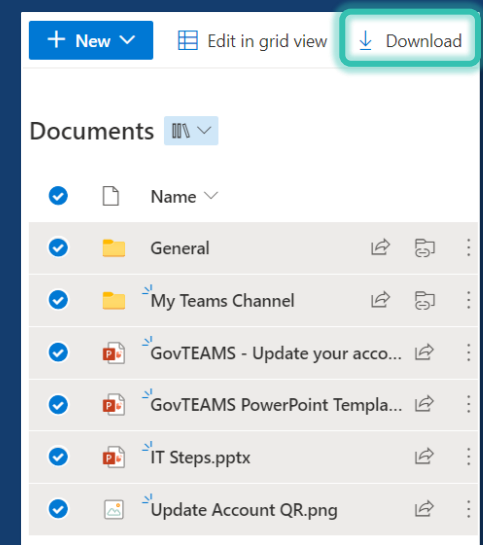 New
Edit in grid view
Download
Documents
Name
General
My Teams Channel
GovTEAMS - Update your acco...
GovTEAMS PowerPoint Templa...
IT Steps.pptx
Update Account QR.png